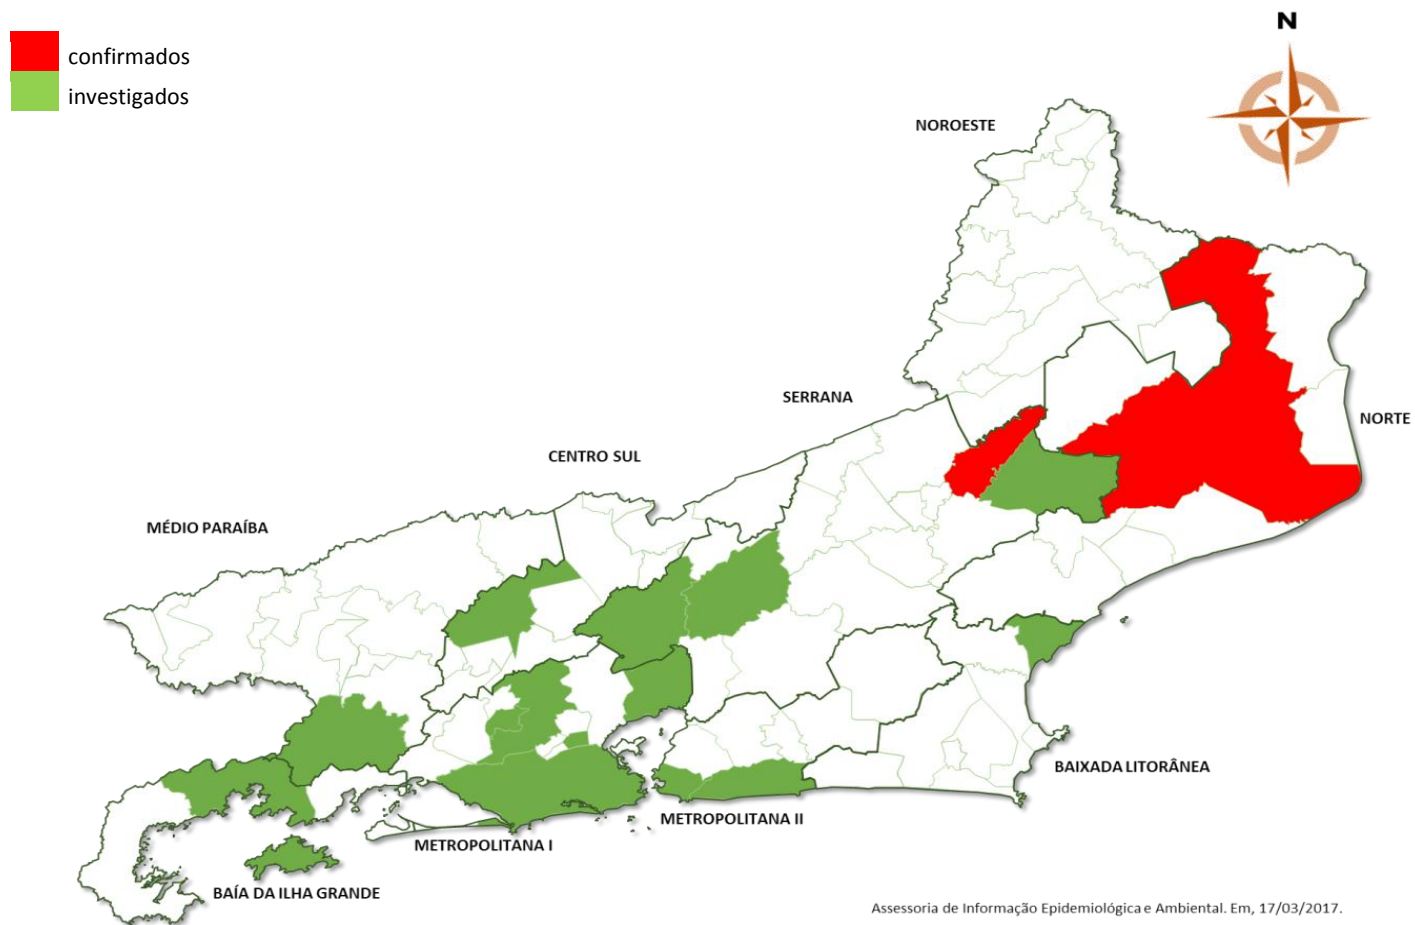 N
confirmados
investigados
NOROESTE
SERRANA
NORTE
CENTRO SUL
MÉDIO PARAÍBA
BAIXADA LITORÂNEA
METROPOLITANA II
METROPOLITANA I
BAÍA DA ILHA GRANDE
Assessoria de Informação Epidemiológica e Ambiental. Em, 17/03/2017.